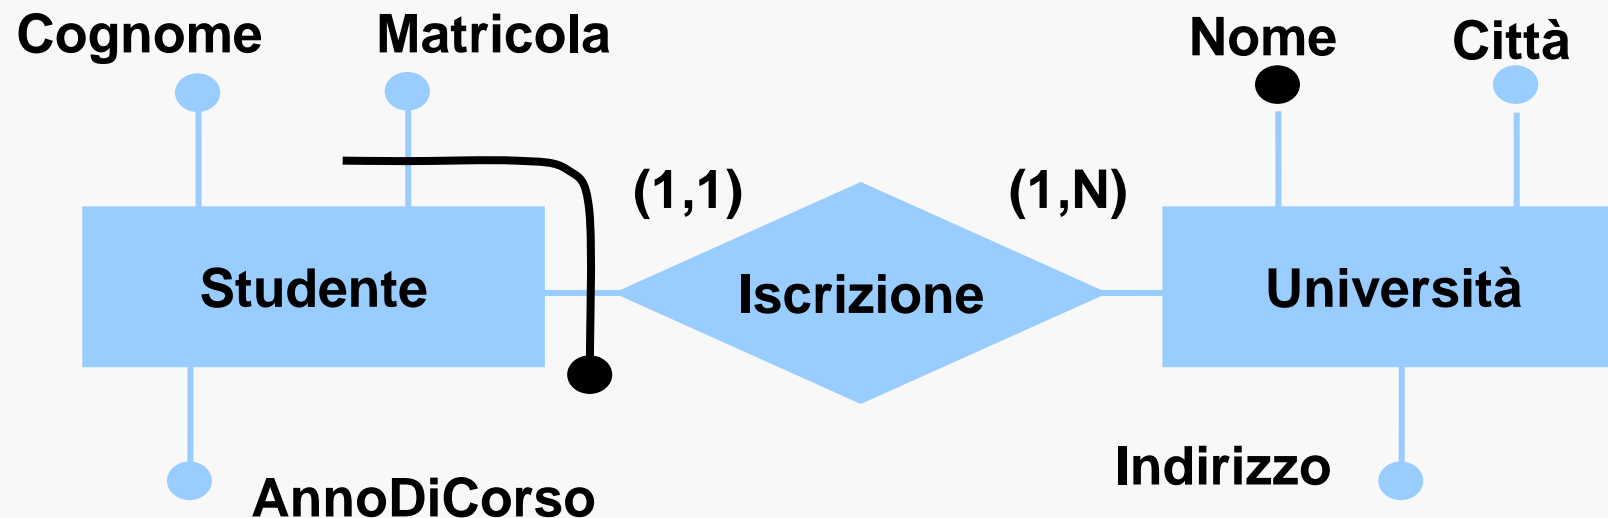 Cognome
Matricola
Nome
Città
(1,1)
(1,N)
Studente
Iscrizione
Università
AnnoDiCorso
Indirizzo